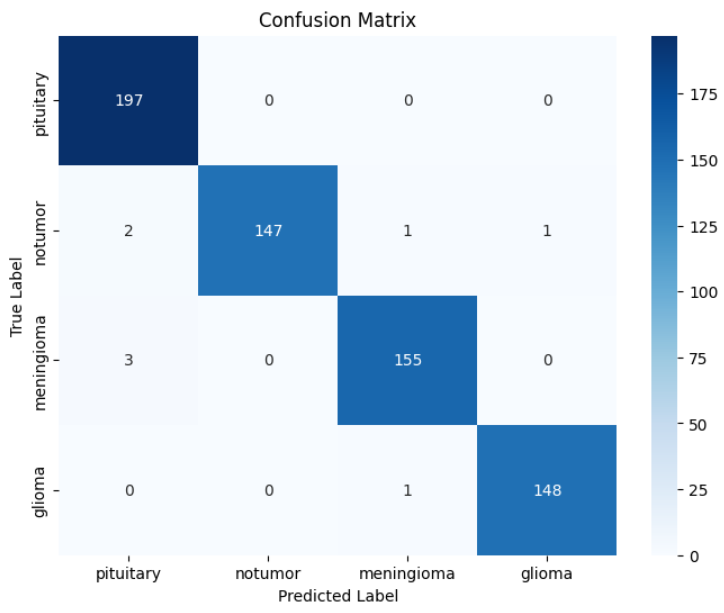 Confusion Matrix
True Label
pituitary
197 0 0 0
notumor
2 147 1 1
meningioma
3 0 155 0
glioma
0 0 1 148
pituitary notumor meningioma glioma
Predicted Label
175
150
125
100
75
50
25
0